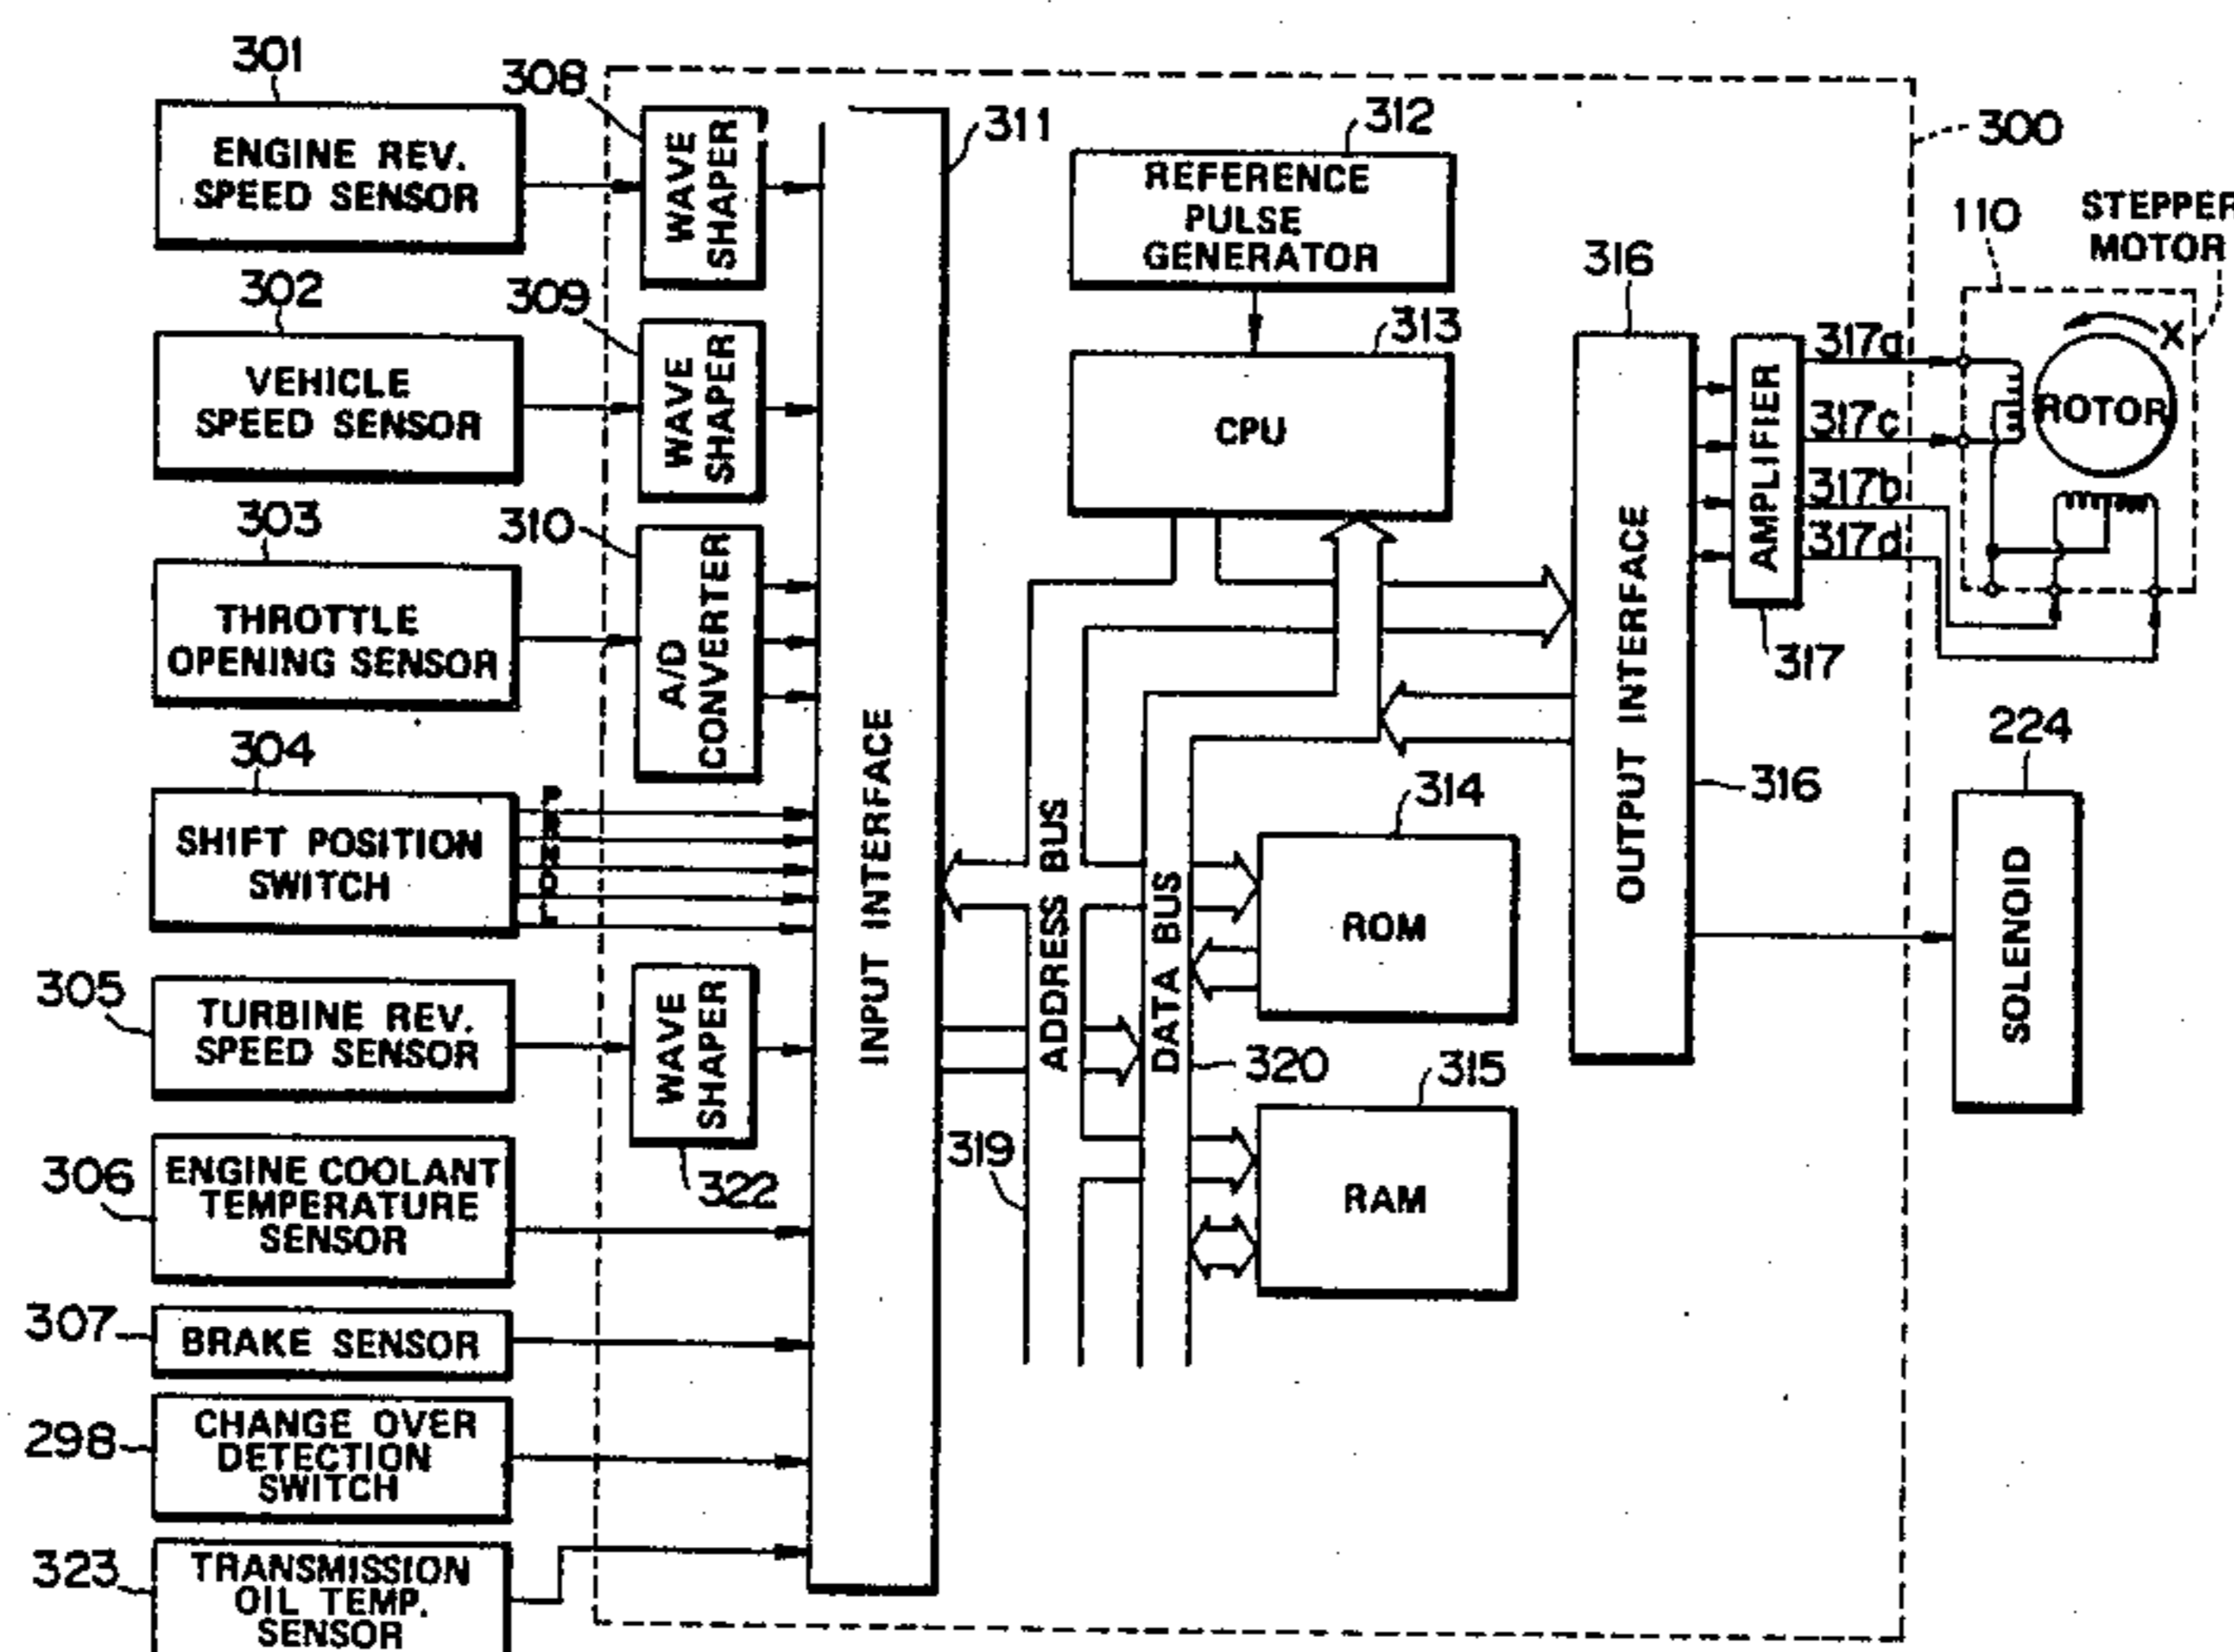 301
ENGINE REV.
SPEED SENSOR
302
VEHICLE
SPEED SENSOR
303
THROTTLE
OPENING SENSOR
304
SHIFT POSITION
SWITCH
P
R
N
D
L
305
TURBINE REV.
SPEED SENSOR
306
ENGINE COOLANT
TEMPERATURE
SENSOR
307
BRAKE SENSOR
298
CHANGE OVER
DETECTION
SWITCH
323
TRANSMISSION
OIL TEMP.
SENSOR
308
WAVE
SHAPER
309
WAVE
SHAPER
310
A/D
CONVERTER
WAVE
SHAPER
322
311
INPUT INTERFACE
312
REFERENCE
PULSE
GENERATOR
313
CPU
ADDRESS BUS
319
DATA BUS
320
314
ROM
315
RAM
316
OUTPUT INTERFACE
316
AMPLIFIER
317
317a
317c
317b
317d
300
110
STEPPER
MOTOR
X
ROTOR
224
SOLENOID